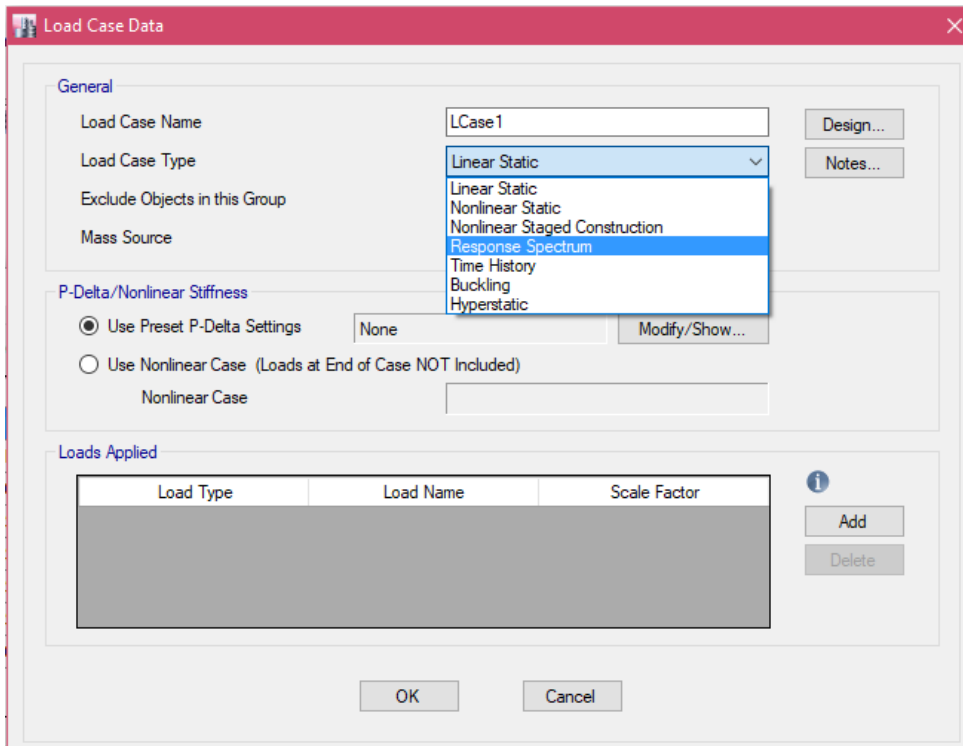 Load Case Data
General
Load Case Name LCase1 Design...
Load Case Type Linear Static Notes...
Linear Static
Exclude Objects in this Group Nonlinear Static
Nonlinear Staged Construction
Mass Source Response Spectrum
Time History
Buckling
Hyperstatic
P-Delta/Nonlinear Stiffness
Use Preset P-Delta Settings None Modify/Show...
Use Nonlinear Case (Loads at End of Case NOT Included)
Nonlinear Case
Loads Applied
Load Type Load Name Scale Factor
Add
Delete
OK Cancel